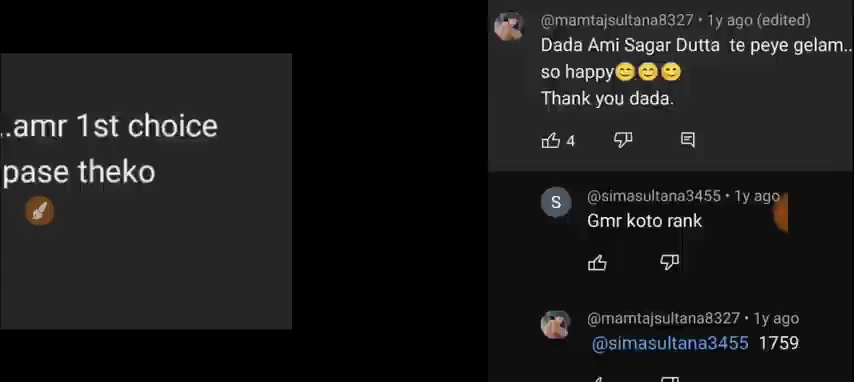 ..amr 1st choice
pase theko
@mamtajsultana8327 • 1y ago (edited)
Dada Ami Sagar Dutta te peye gelam..
so happy😊😊😊
Thank you dada.
4
S
@simasultana3455 • 1y ago
Gmr koto rank
@mamtajsultana8327 • 1y ago
@simasultana3455 1759